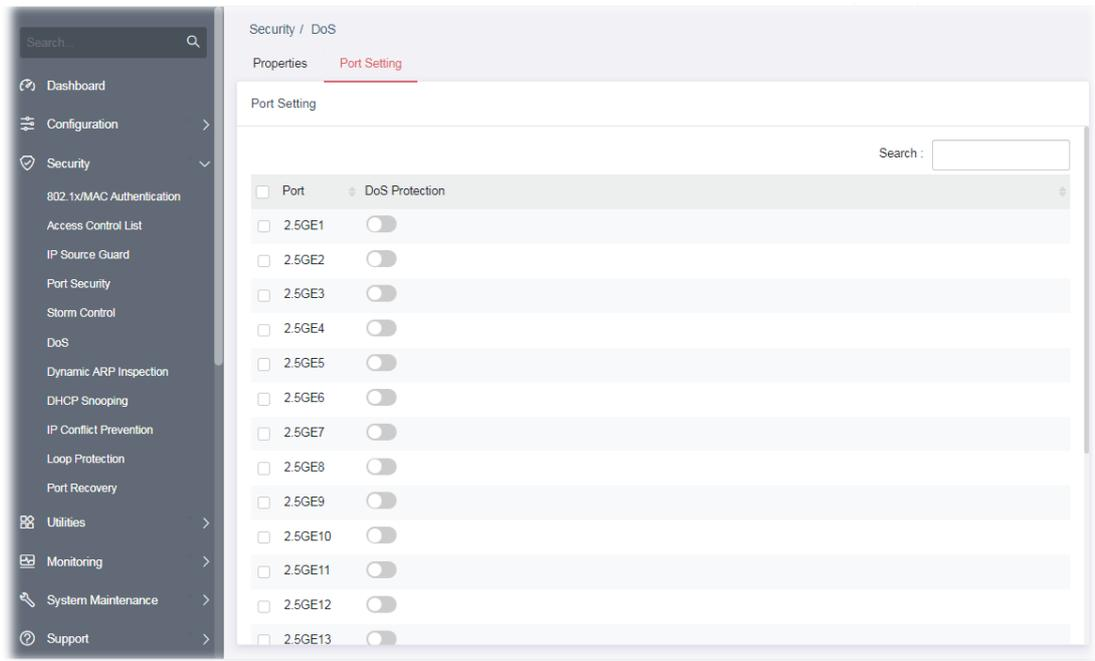 Search...
Dashboard
Configuration
Security
802.1x/MAC Authentication
Access Control List
IP Source Guard
Port Security
Storm Control
DoS
Dynamic ARP Inspection
DHCP Snooping
IP Conflict Prevention
Loop Protection
Port Recovery
Utilities
Monitoring
System Maintenance
Support
Security / DoS
Properties Port Setting
Port Setting
Search :
Port DoS Protection
2.5GE1
2.5GE2
2.5GE3
2.5GE4
2.5GE5
2.5GE6
2.5GE7
2.5GE8
2.5GE9
2.5GE10
2.5GE11
2.5GE12
2.5GE13